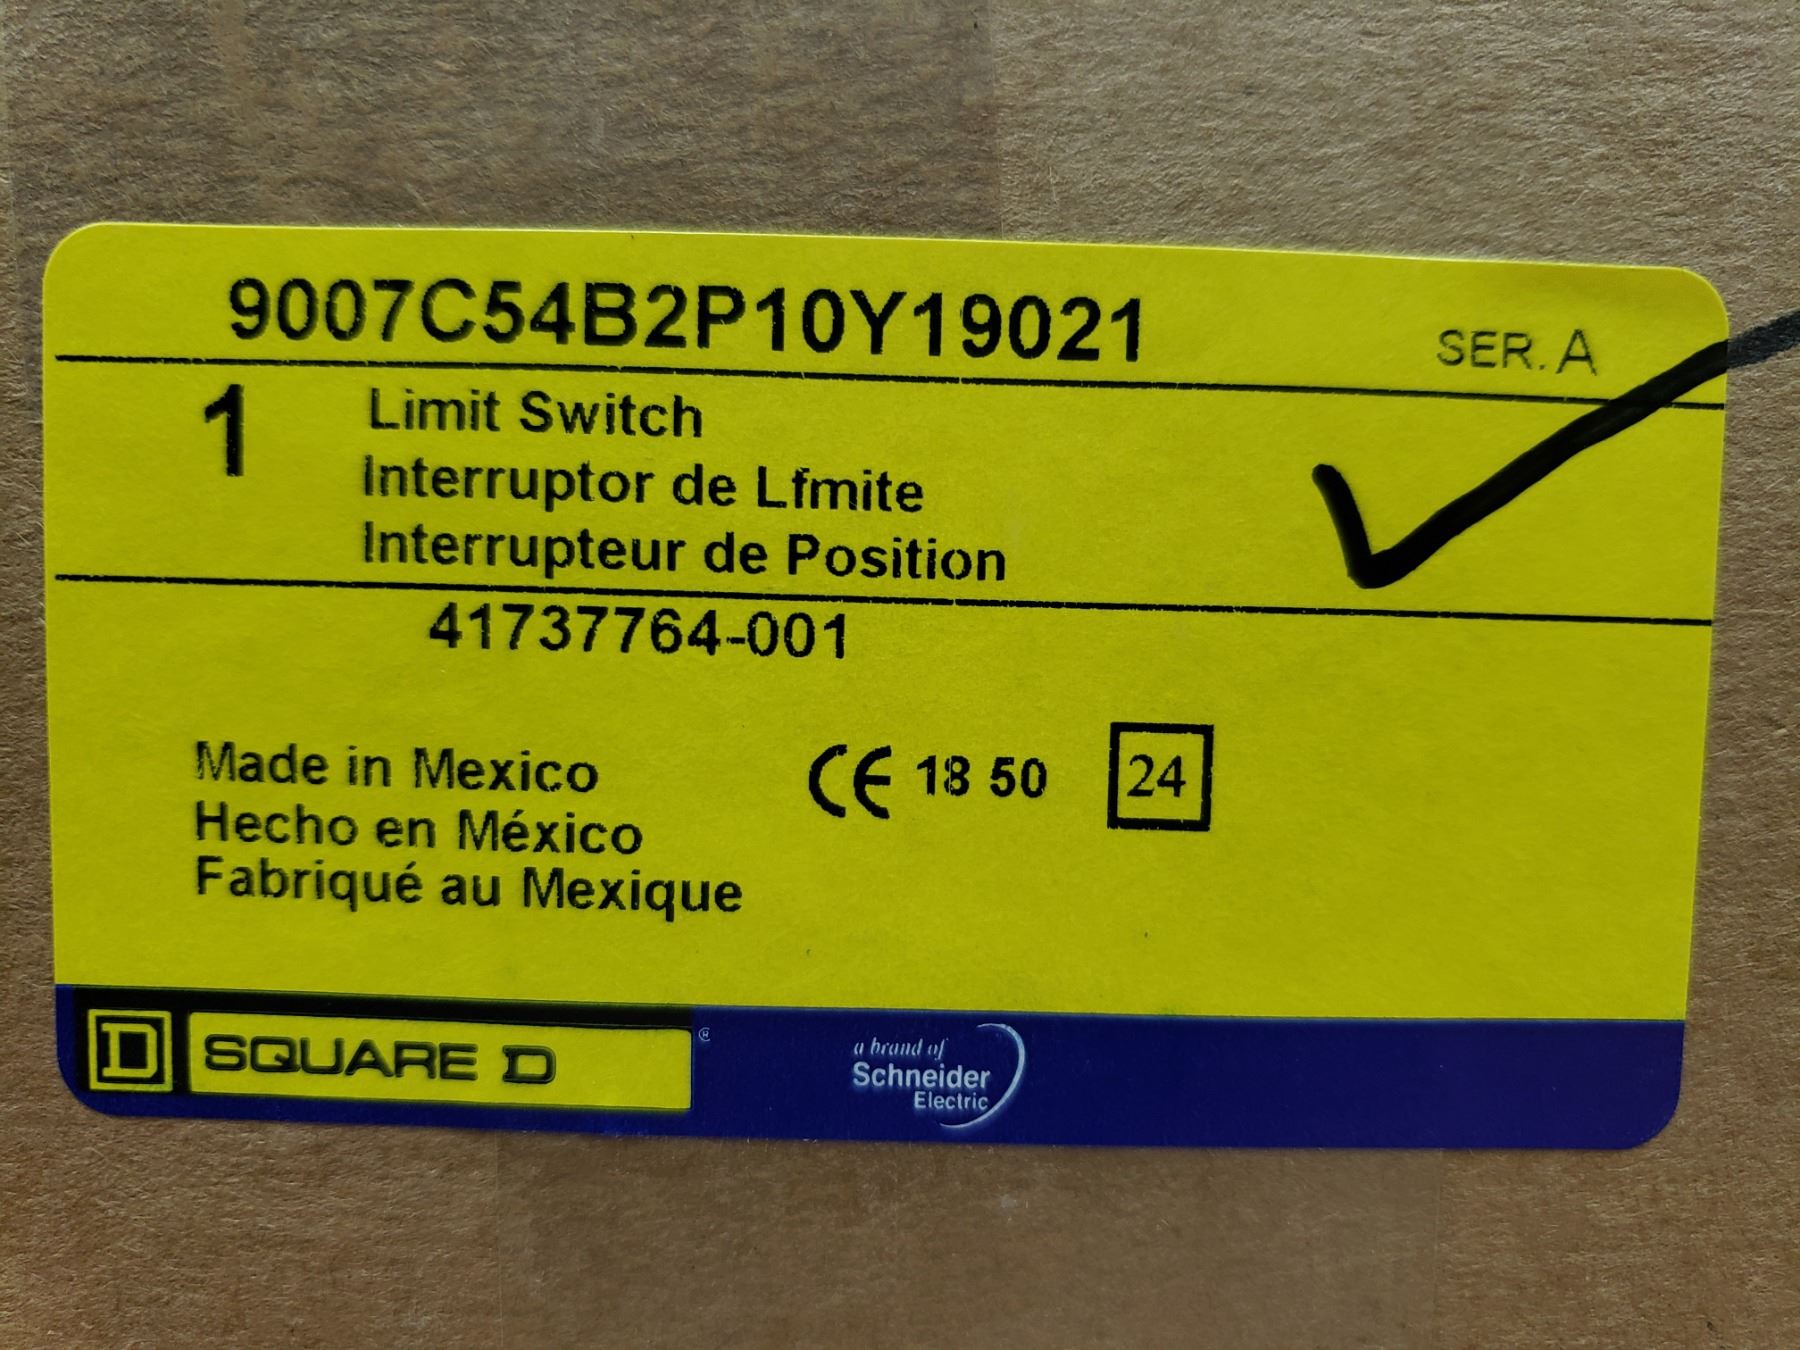 9007C54B2P10Y19021 SER. A
1 Limit Switch
Interruptor de Lfmite
Interrupteur de Position
41737764-001
Made in Mexico CE 18 50 24
Hecho en México
Fabriqué au Mexique
D SQUARE D ®
a brand of
Schneider
Electric